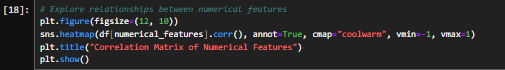 [18]: # Explore relationships between numerical features
plt.figure(figsize=(12, 10))
sns.heatmap(df[numerical_features].corr(), annot=True, cmap="coolwarm", vmin=-1, vmax=1)
plt.title("Correlation Matrix of Numerical Features")
plt.show()